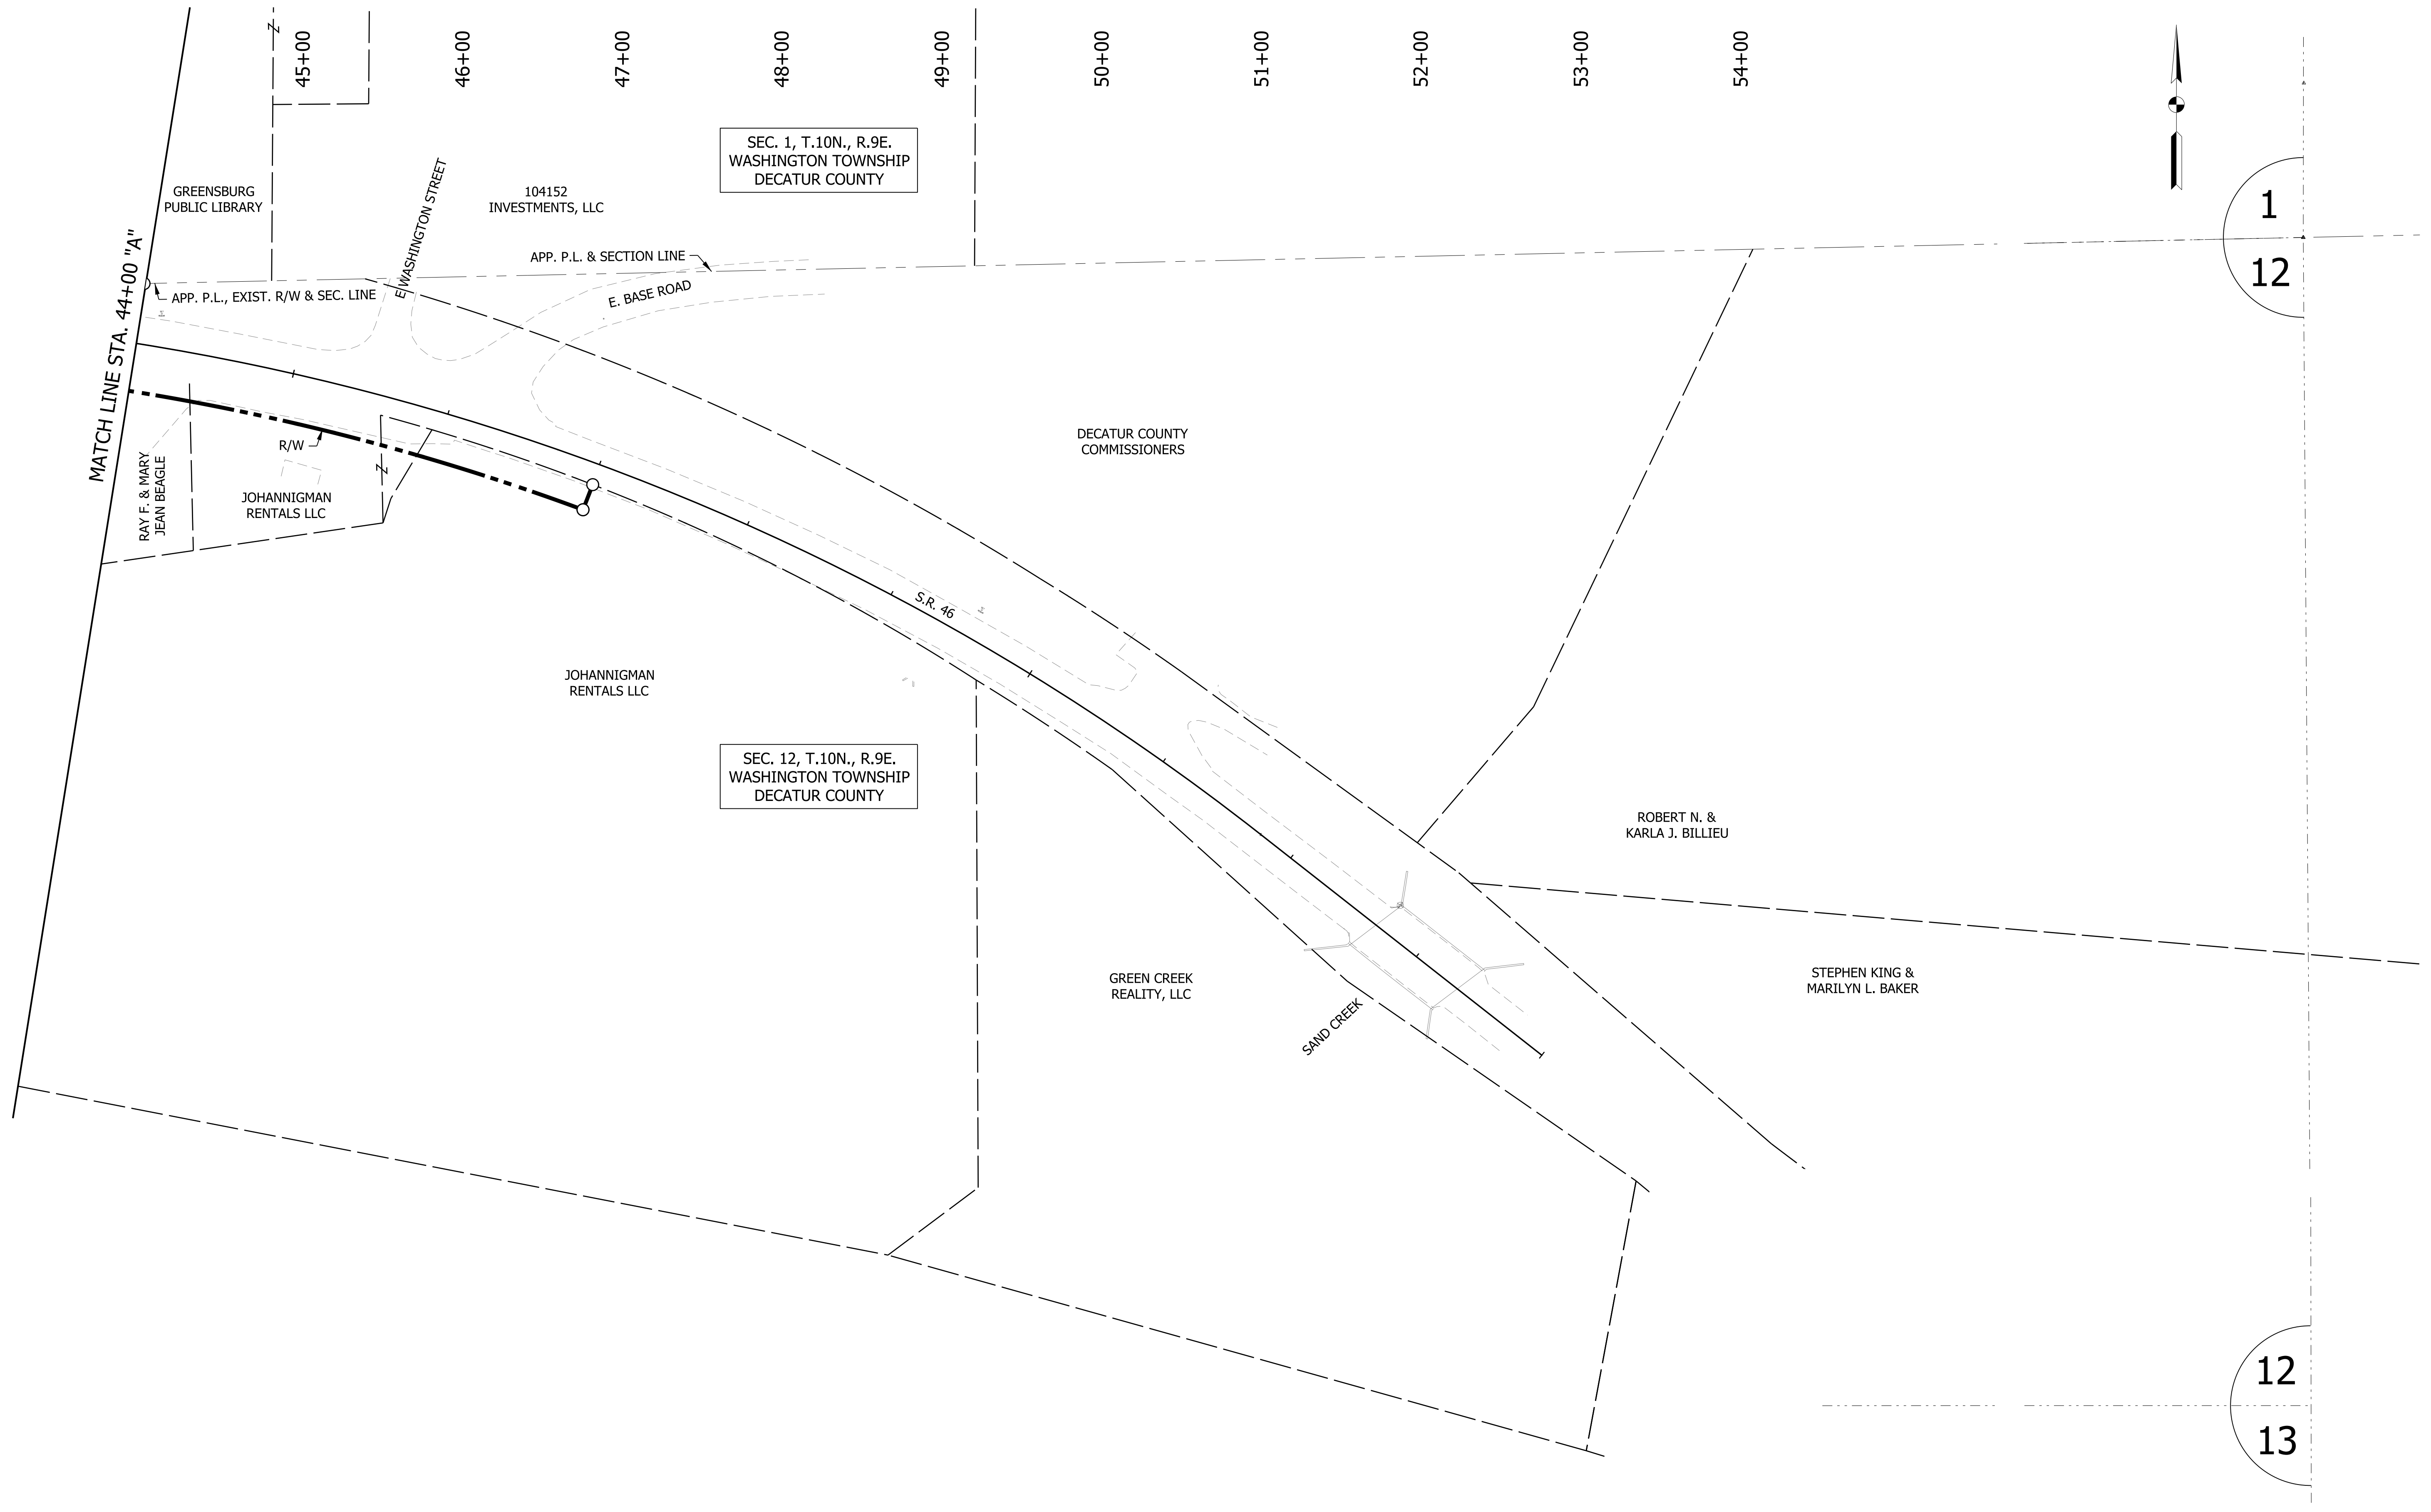 45+00
46+00
47+00
48+00
49+00
50+00
51+00
52+00
53+00
54+00
Z
SEC. 1, T.10N., R.9E.
WASHINGTON TOWNSHIP
DECATUR COUNTY
GREENSBURG
PUBLIC LIBRARY
E WASHINGTON STREET
104152
INVESTMENTS, LLC
1
12
APP. P.L. & SECTION LINE
APP. P.L., EXIST. R/W & SEC. LINE
E. BASE ROAD
MATCH LINE STA. 44+00 "A"
R/W
Z
RAY F. & MARY
JEAN BEAGLE
JOHANNIGMAN
RENTALS LLC
DECATUR COUNTY
COMMISSIONERS
S.R. 46
JOHANNIGMAN
RENTALS LLC
SEC. 12, T.10N., R.9E.
WASHINGTON TOWNSHIP
DECATUR COUNTY
ROBERT N. &
KARLA J. BILLIEU
GREEN CREEK
REALITY, LLC
STEPHEN KING &
MARILYN L. BAKER
SAND CREEK
12
13